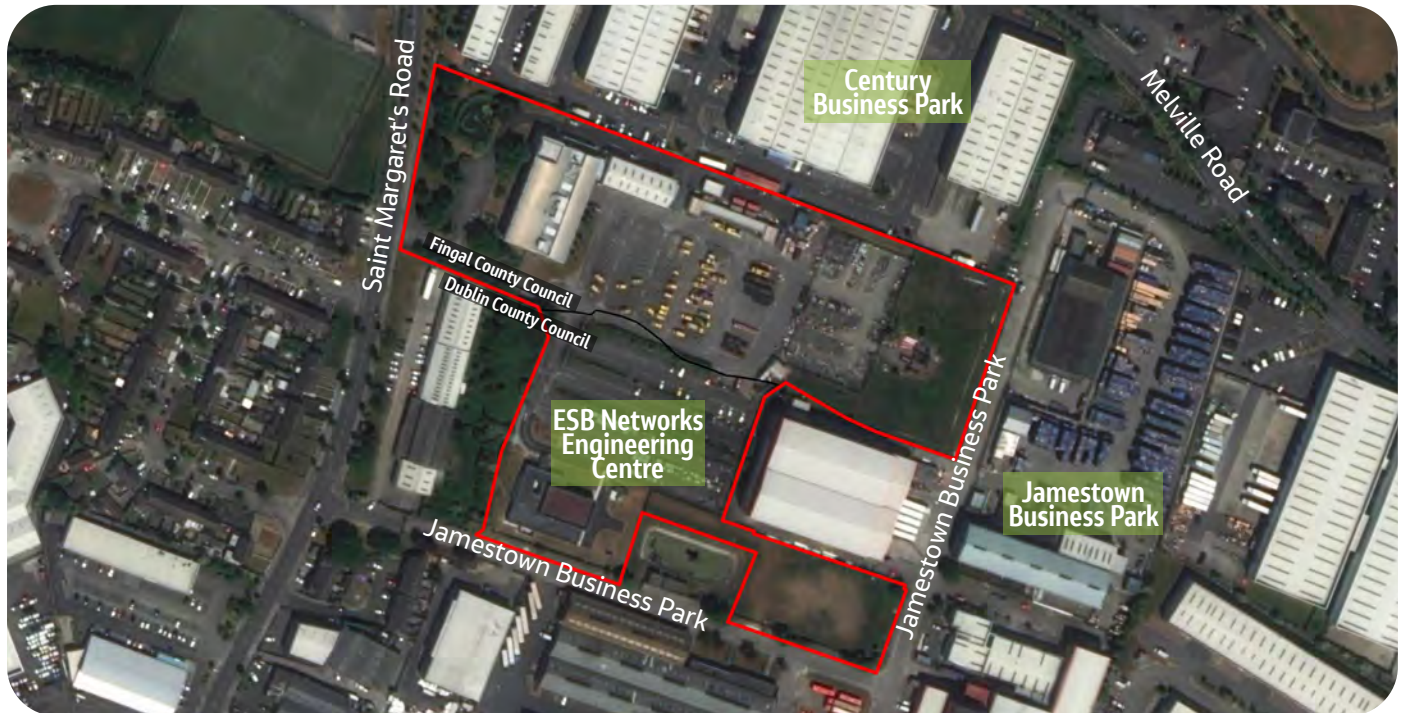 Century
Business Park
Melville Road
Saint Margaret's Road
Fingal County Council
Dublin County Council
ESB Networks
Engineering
Centre
Jamestown Business Park
Jamestown
Business Park
Jamestown Business Park